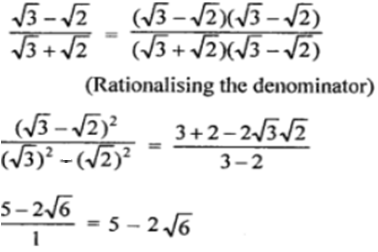 (√3 − √2)/(√3 + √2) = ((√3 − √2)(√3 − √2))/((√3 + √2)(√3 − √2))
(Rationalising the denominator)
(√3 − √2)²/((√3)² − (√2)²) = (3 + 2 − 2√3√2)/(3 − 2)
(5 − 2√6)/1 = 5 − 2√6